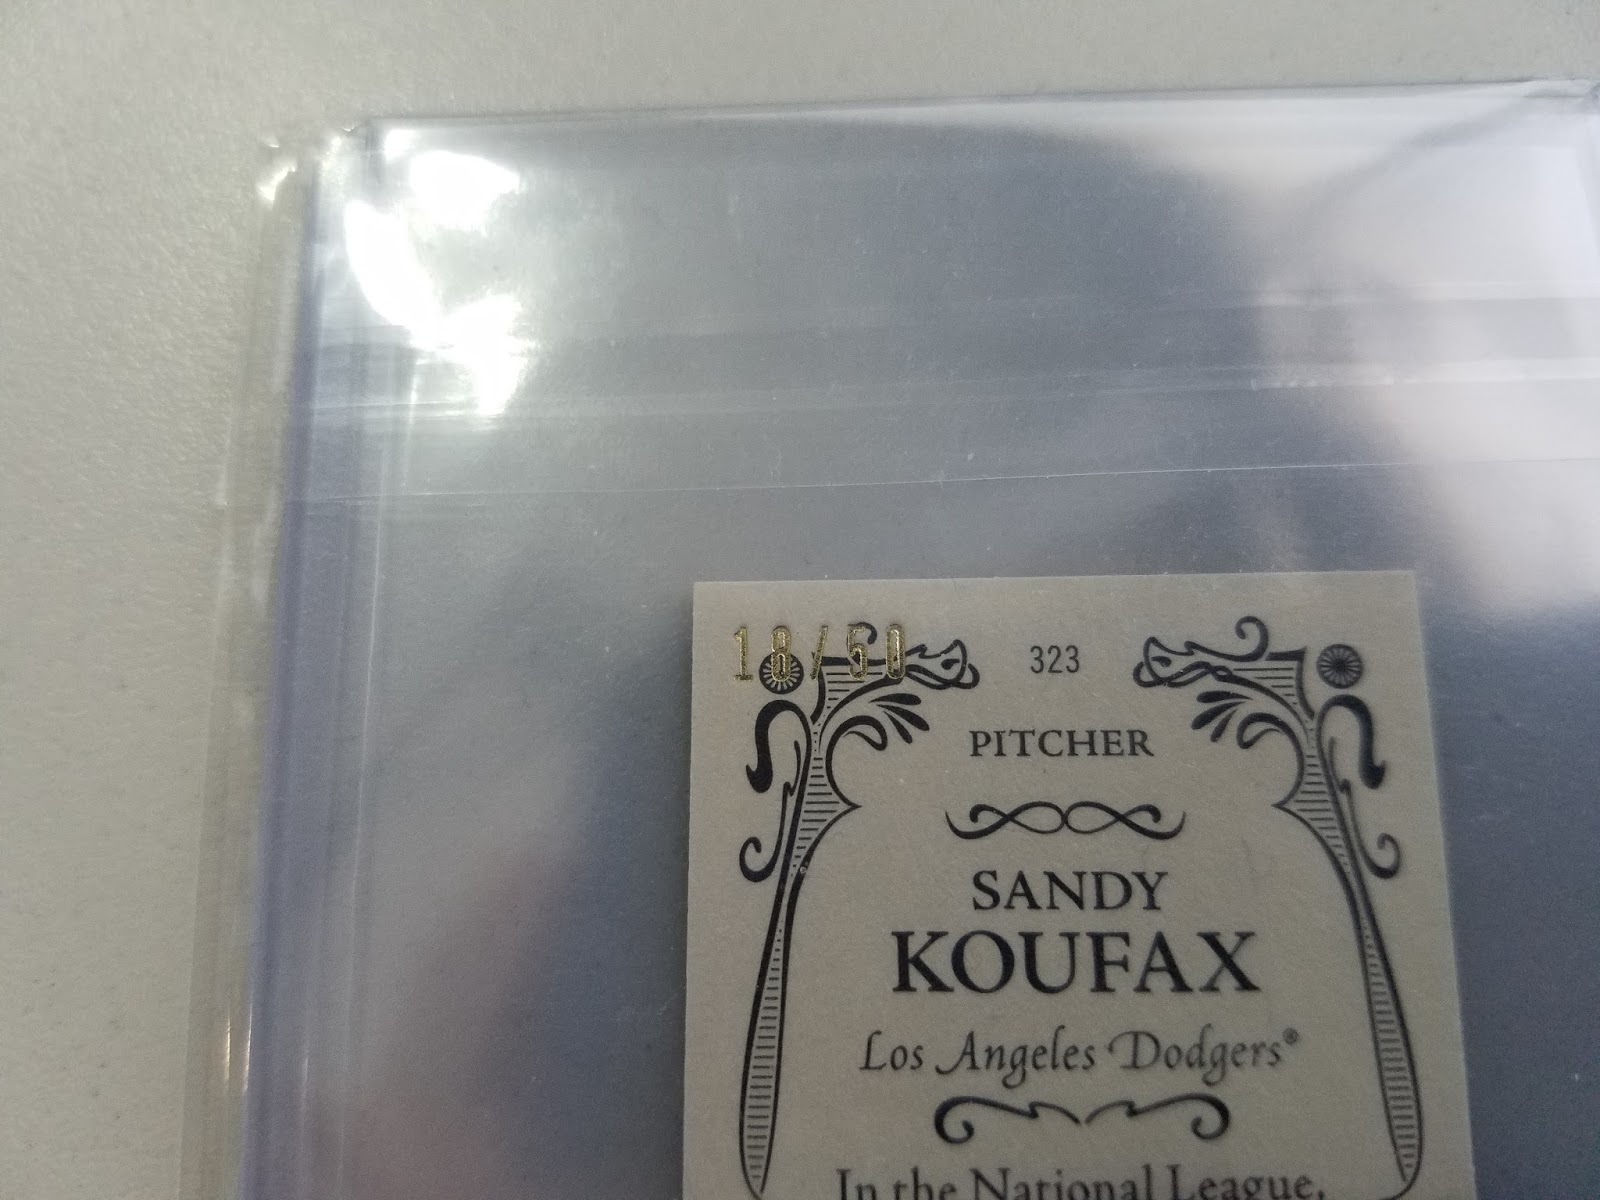 18/50
323
PITCHER
SANDY
KOUFAX
Los Angeles Dodgers®
In the National League,